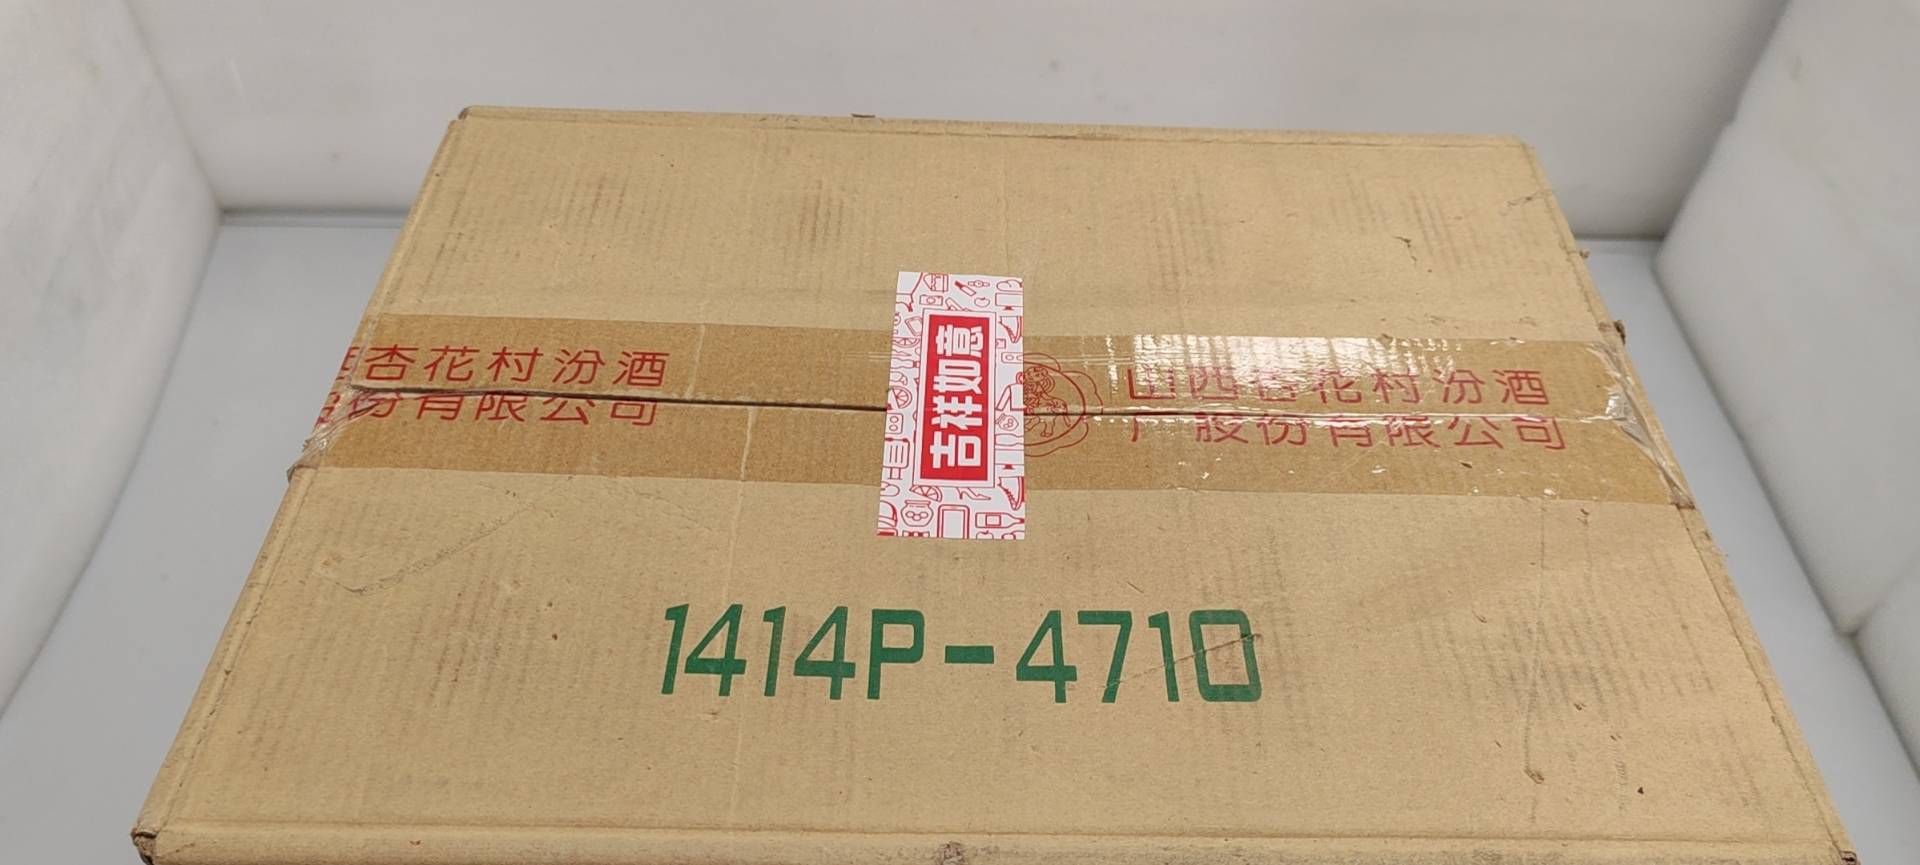 杏花村汾酒
份有限公司
吉祥如意
山西杏花村汾酒
厂股份有限公司
1414P-4710